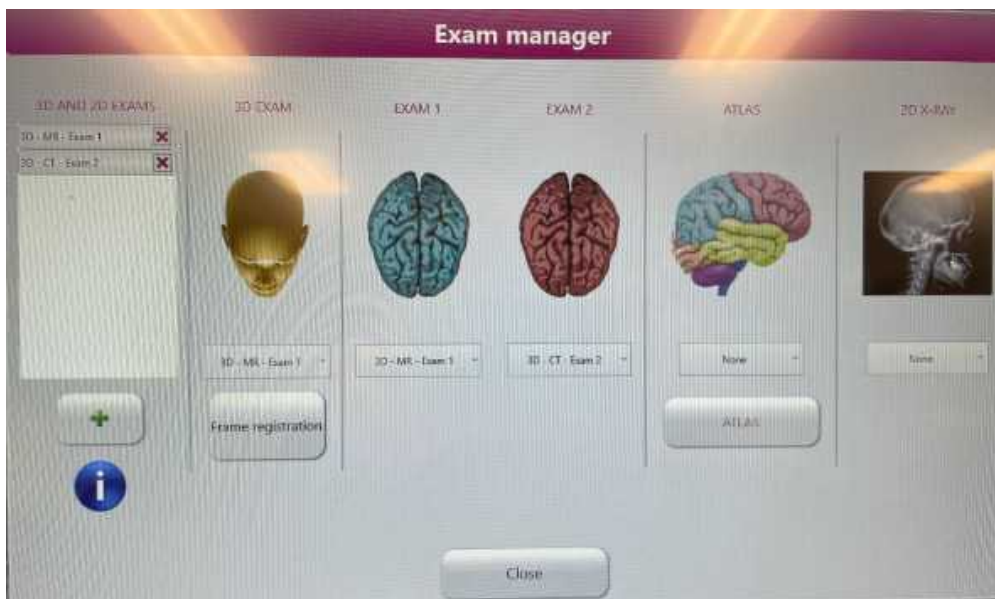 Exam manager
3D AND 2D EXAMS
3D EXAM
EXAM 1
EXAM 2
ATLAS
2D X-RAY
3D - MR - Exam 1
3D - CT - Exam 2
3D - MR - Exam 1
3D - MR - Exam 1
3D - CT - Exam 2
None
None
Frame registration
ATLAS
i
Close